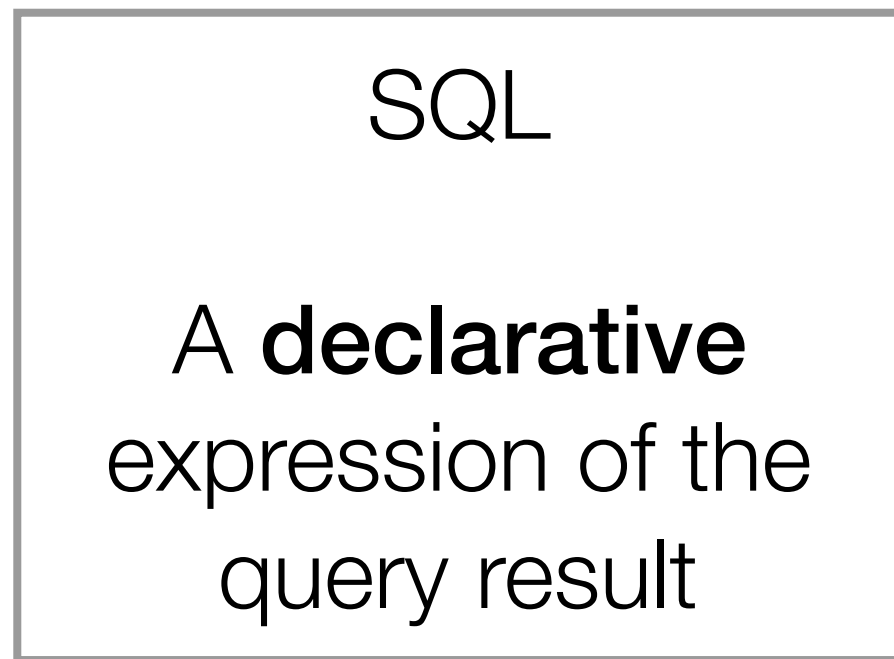 SQL
A declarative
expression of the
query result